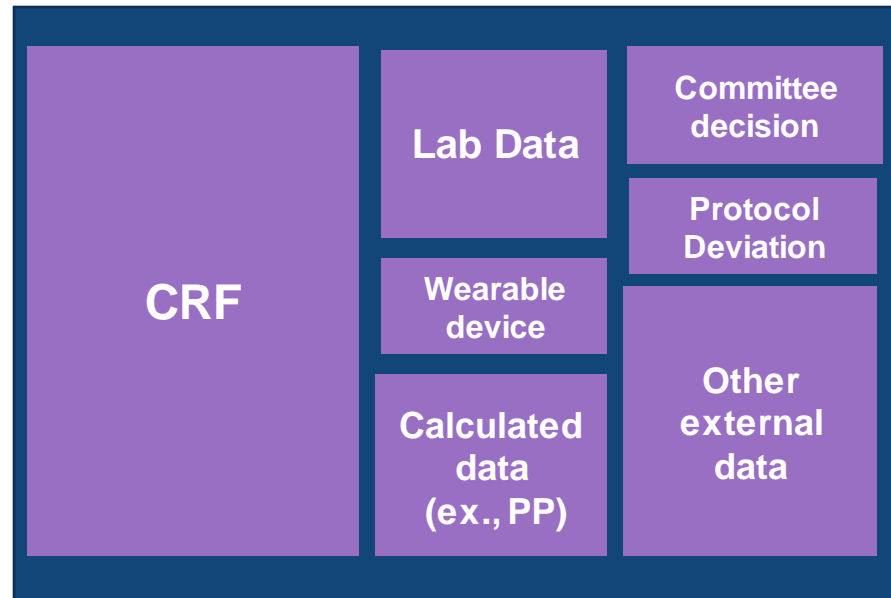 CRF
Lab Data
Wearable
device
Calculated
data
(ex., PP)
Committee
decision
Protocol
Deviation
Other
external
data